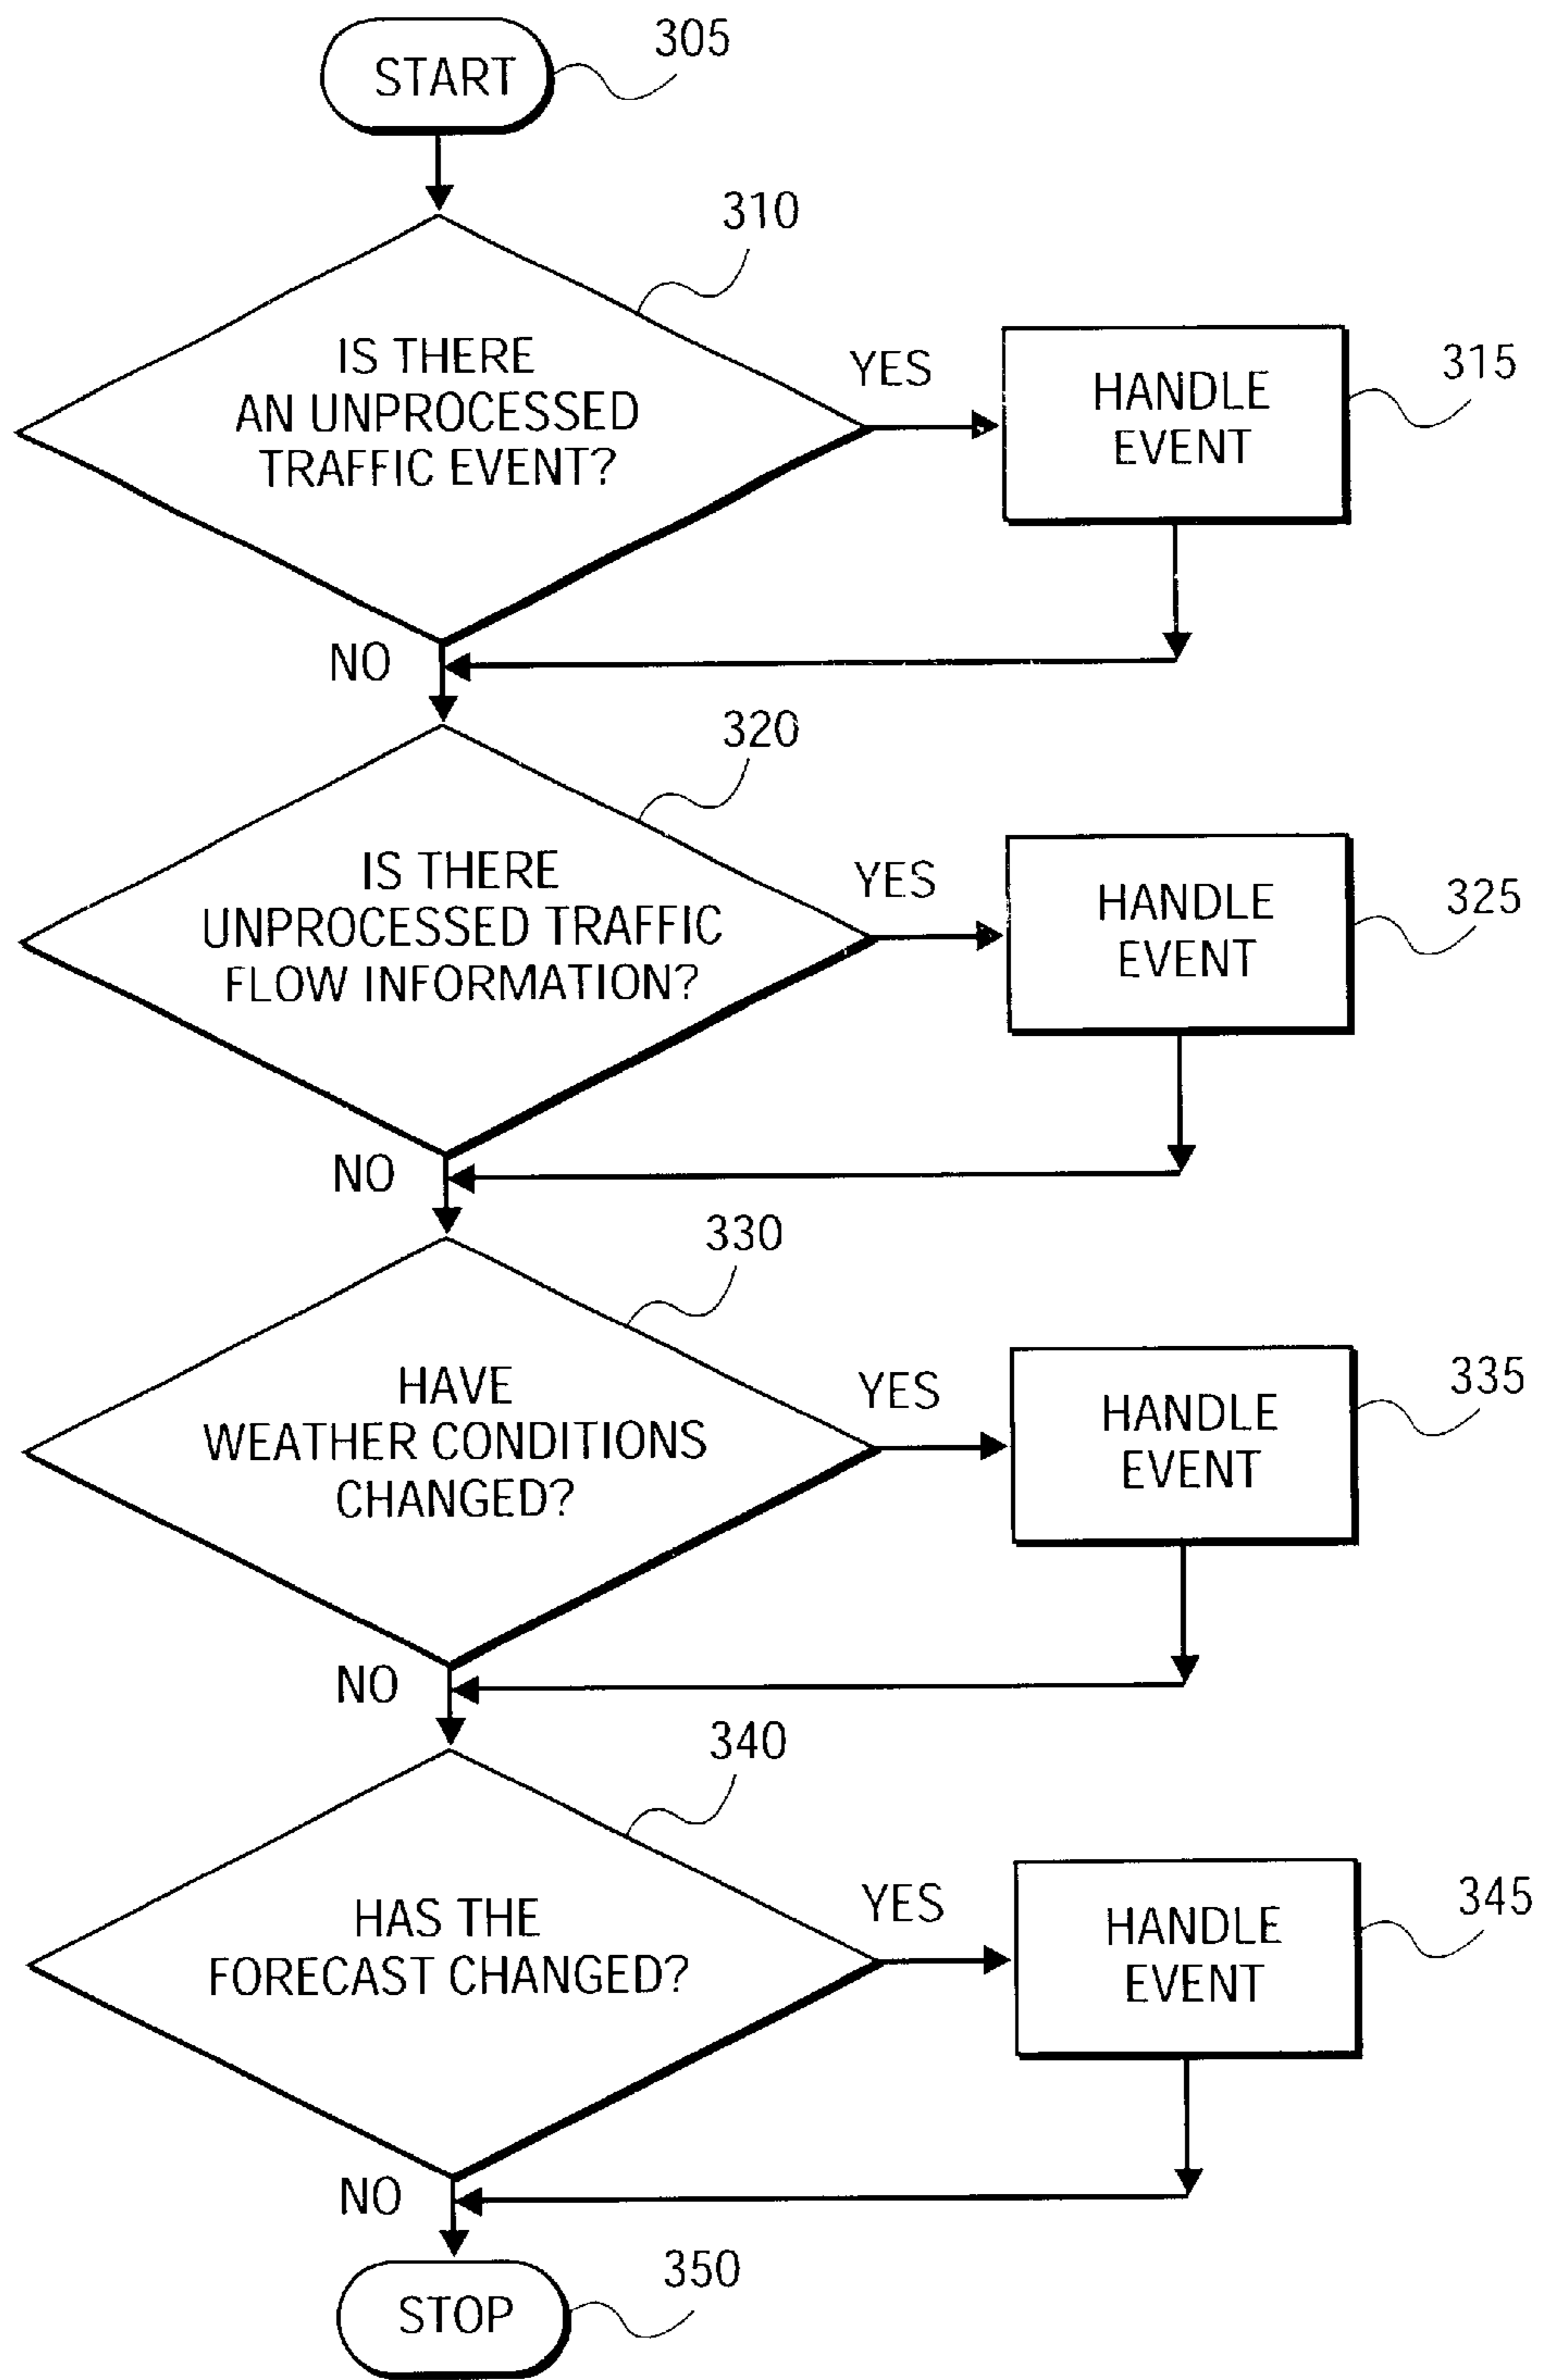 START
305
310
IS THERE
AN UNPROCESSED
TRAFFIC EVENT?
YES
HANDLE
EVENT
315
NO
320
IS THERE
UNPROCESSED TRAFFIC
FLOW INFORMATION?
YES
HANDLE
EVENT
325
NO
330
HAVE
WEATHER CONDITIONS
CHANGED?
YES
HANDLE
EVENT
335
NO
340
HAS THE
FORECAST CHANGED?
YES
HANDLE
EVENT
345
NO
STOP
350